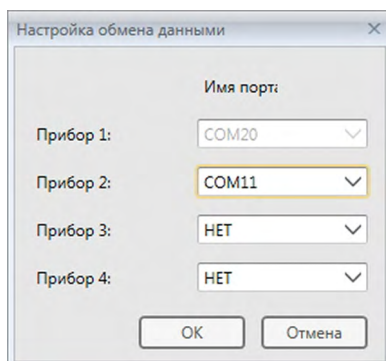 Настройка обмена данными
Имя порта
Прибор 1: COM20
Прибор 2: COM11
Прибор 3: НЕТ
Прибор 4: НЕТ
OK Отмена